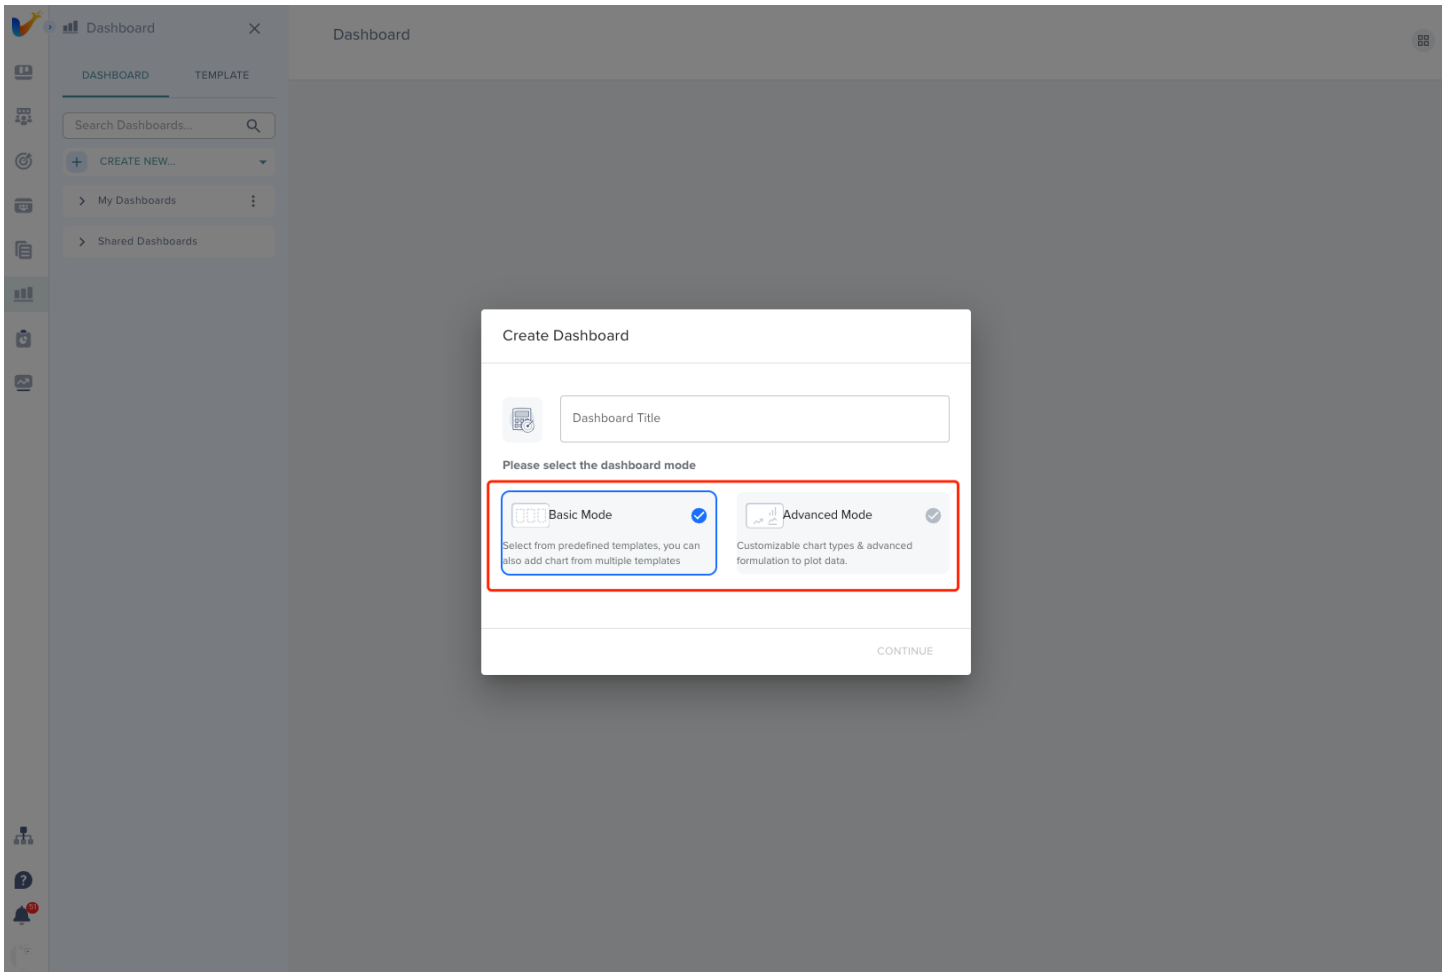 Dashboard
Dashboard
DASHBOARD
TEMPLATE
Search Dashboards...
CREATE NEW...
My Dashboards
Shared Dashboards
Create Dashboard
Dashboard Title
Please select the dashboard mode
Basic Mode
Select from predefined templates, you can
also add chart from multiple templates
Advanced Mode
Customizable chart types & advanced
formulation to plot data.
CONTINUE
?
51